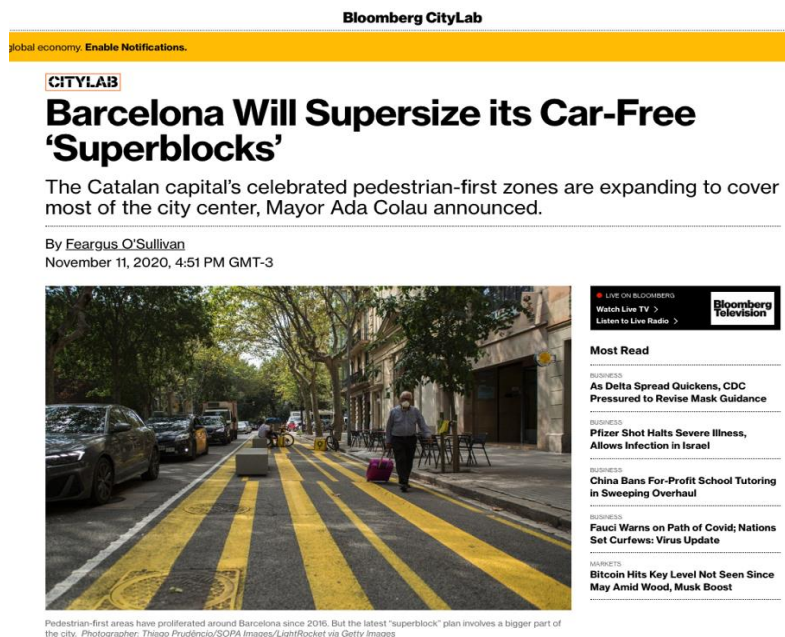 Bloomberg CityLab
global economy. Enable Notifications.
CITYLAB
Barcelona Will Supersize its Car-Free
‘Superblocks’
The Catalan capital’s celebrated pedestrian-first zones are expanding to cover
most of the city center, Mayor Ada Colau announced.
By Feargus O’Sullivan
November 11, 2020, 4:51 PM GMT-3
LIVE ON BLOOMBERG
Watch Live TV >
Listen to Live Radio >
Bloomberg
Television
Most Read
BUSINESS
As Delta Spread Quickens, CDC
Pressured to Revise Mask Guidance
BUSINESS
Pfizer Shot Halts Severe Illness,
Allows Infection in Israel
BUSINESS
China Bans For-Profit School Tutoring
in Sweeping Overhaul
BUSINESS
Fauci Warns on Path of Covid; Nations
Set Curfews: Virus Update
MARKETS
Bitcoin Hits Key Level Not Seen Since
May Amid Wood, Musk Boost
Pedestrian-first areas have proliferated around Barcelona since 2016. But the latest “superblock” plan involves a bigger part of
the city. Photographer: Thiago Prudêncio/SOPA Images/LightRocket via Getty Images